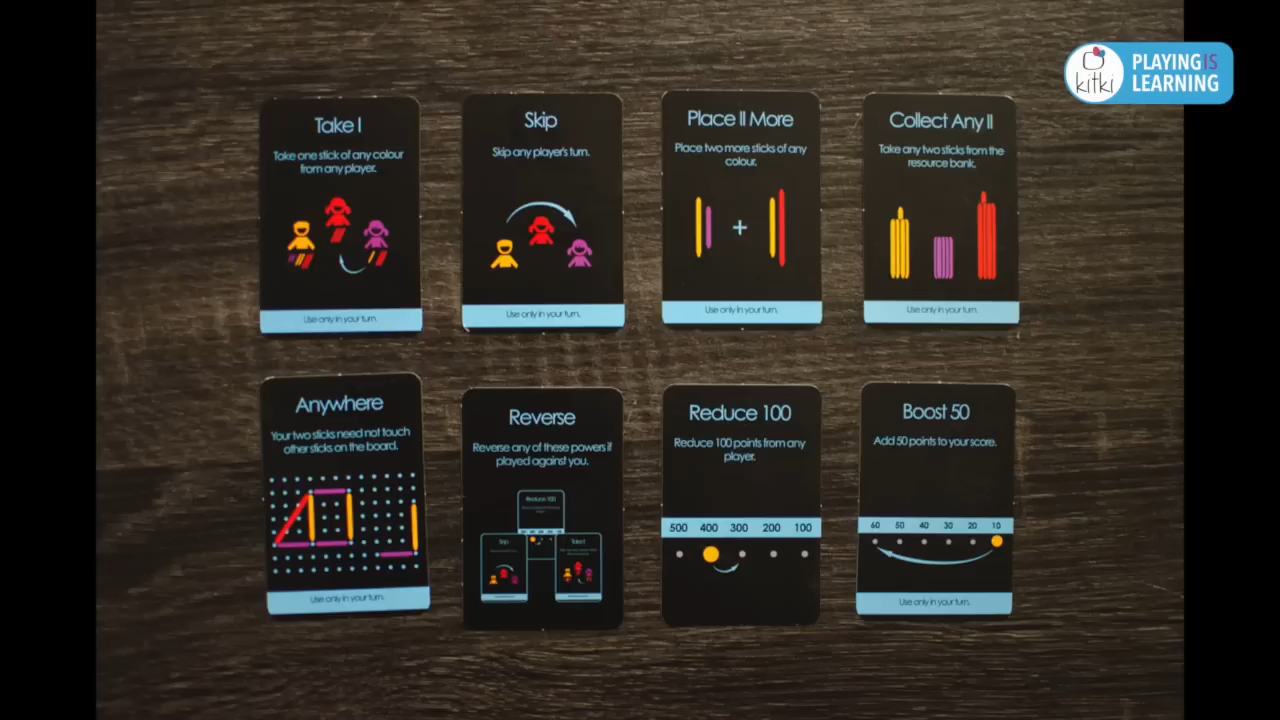 kitki
PLAYING IS
LEARNING
Take I
Take one stick of any colour
from any player.
Use only in your turn.
Skip
Skip any player's turn.
Use only in your turn.
Place II More
Place two more sticks of any
colour.
+
Use only in your turn.
Collect Any II
Take any two sticks from the
resource bank.
Use only in your turn.
Anywhere
Your two sticks need not touch
other sticks on the board.
Use only in your turn.
Reverse
Reverse any of these powers if
played against you.
Reduce 100
Skip
Take I
Reduce 100
Reduce 100 points from any
player.
500 400 300 200 100
Boost 50
Add 50 points to your score.
60 50 40 30 20 10
Use only in your turn.